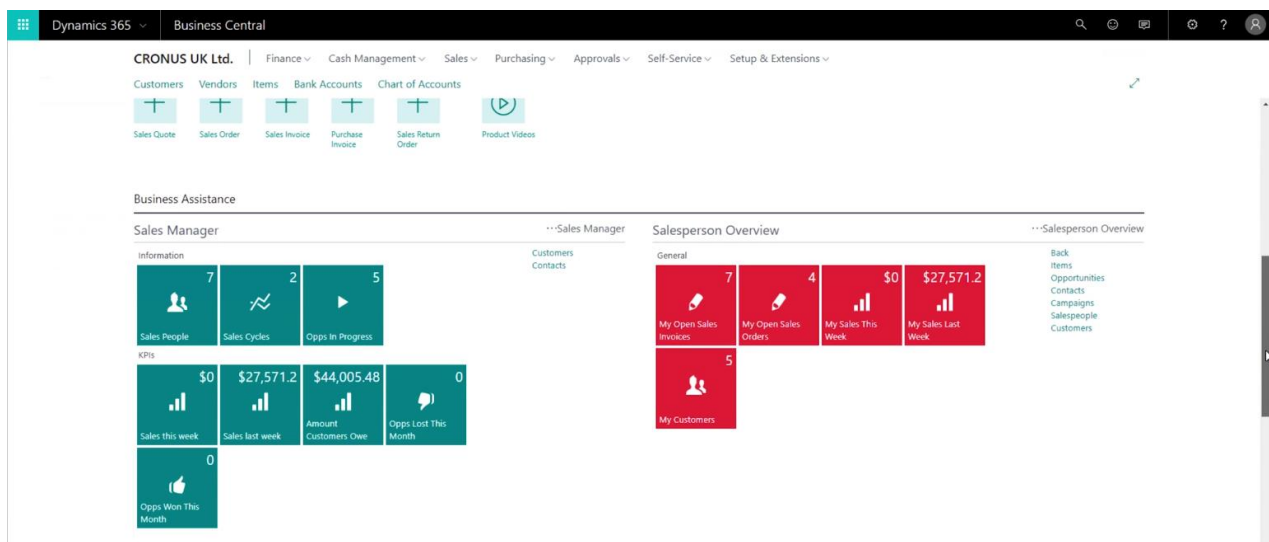 Dynamics 365
Business Central
CRONUS UK Ltd.
Finance
Cash Management
Sales
Purchasing
Approvals
Self-Service
Setup & Extensions
Customers
Vendors
Items
Bank Accounts
Chart of Accounts
Sales Quote
Sales Order
Sales Invoice
Purchase
Invoice
Sales Return
Order
Product Videos
Business Assistance
Sales Manager
···Sales Manager
Information
Customers
Contacts
7
Sales People
2
Sales Cycles
5
Opps In Progress
KPIs
$0
Sales this week
$27,571.2
Sales last week
$44,005.48
Amount
Customers Owe
0
Opps Lost This
Month
0
Opps Won This
Month
Salesperson Overview
···Salesperson Overview
General
7
My Open Sales
Invoices
4
My Open Sales
Orders
$0
My Sales This
Week
$27,571.2
My Sales Last
Week
5
My Customers
Back
Items
Opportunities
Contacts
Campaigns
Salespeople
Customers